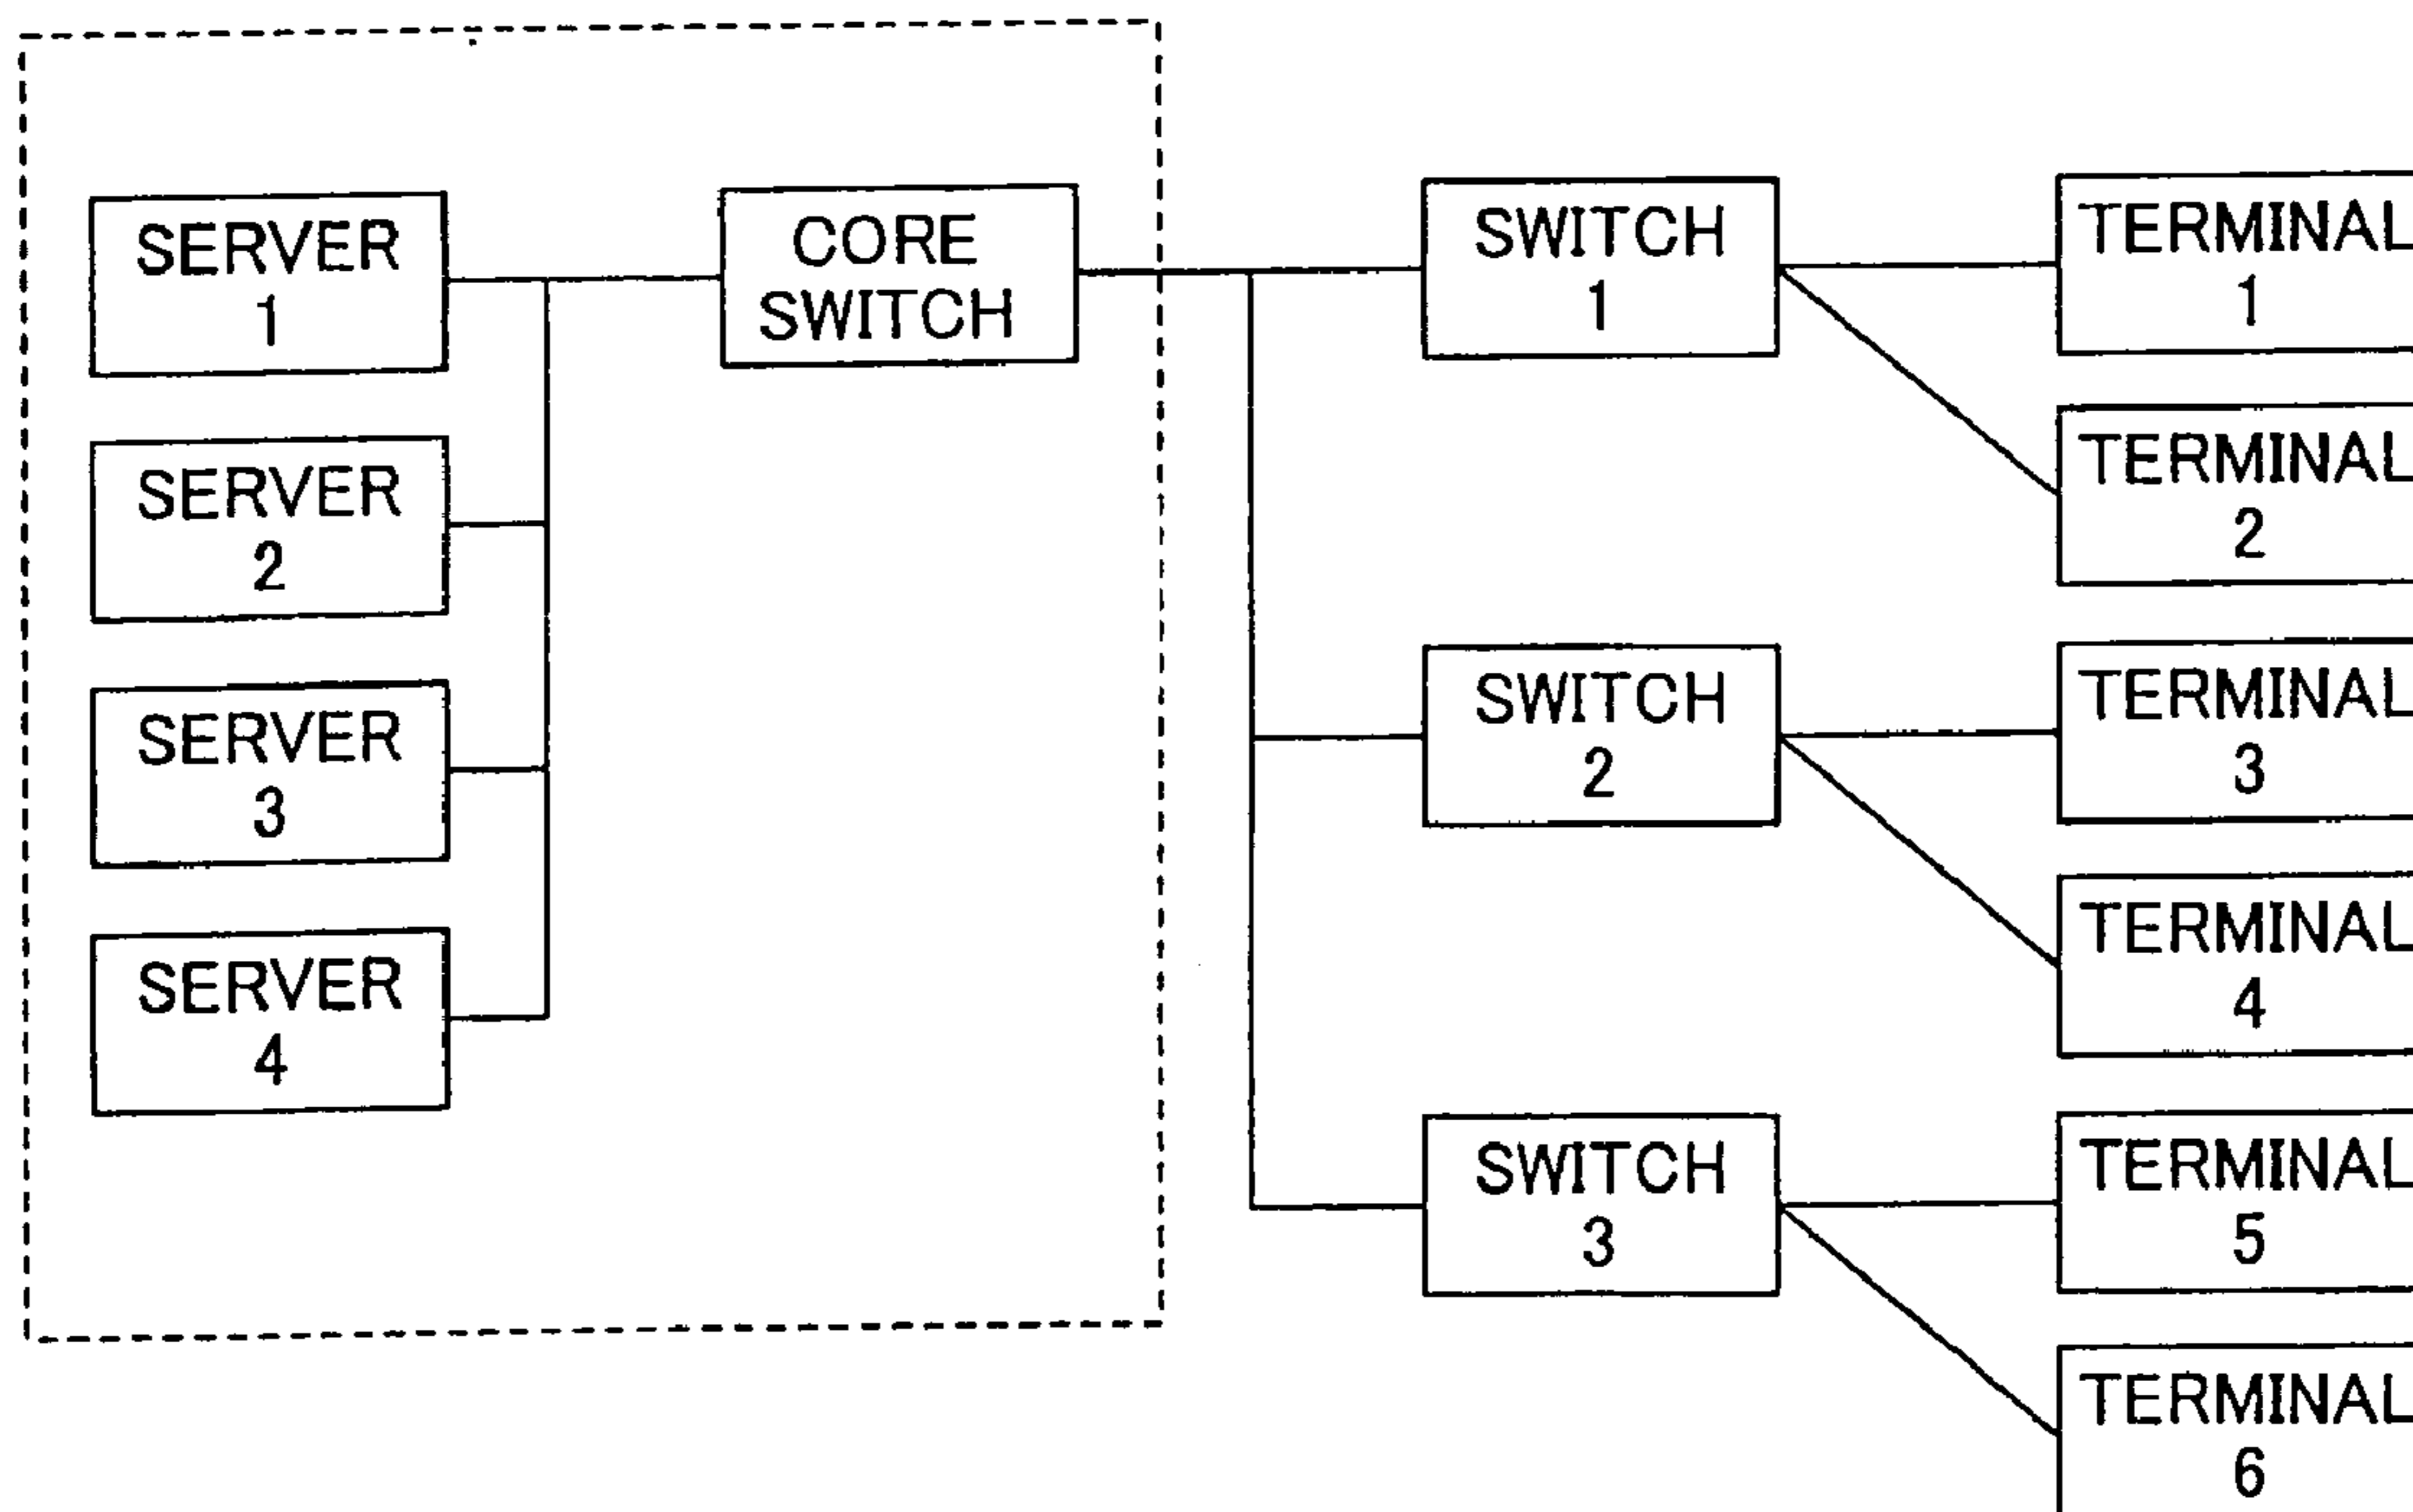 SERVER
1
CORE
SWITCH
SWITCH
1
TERMINAL
1
TERMINAL
2
SERVER
2
SERVER
3
SERVER
4
SWITCH
2
TERMINAL
3
TERMINAL
4
SWITCH
3
TERMINAL
5
TERMINAL
6